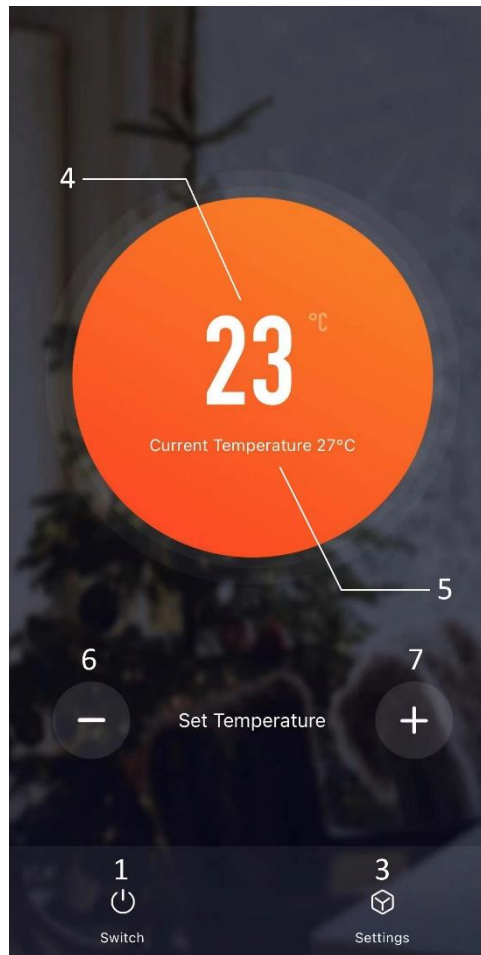 4
23 °C
Current Temperature 27°C
5
6 7
Set Temperature
1 3
Switch Settings